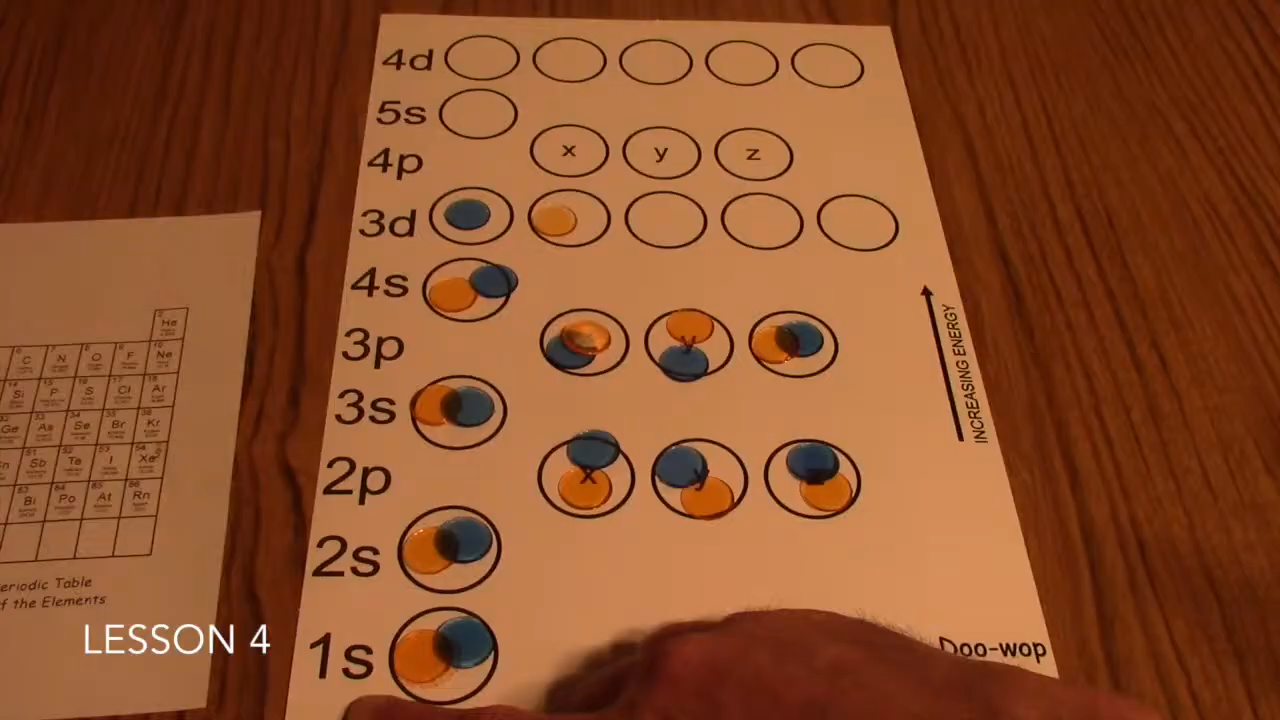 4d
5s
4p x y z
3d
4s
3p y
3s
2p x y
2s
1s
INCREASING ENERGY
Doo-wop
He
C N O F Ne
Si P S Cl Ar
Ge As Se Br Kr
Sb Te I Xe
Bi Po At Rn
eriodic Table
f the Elements
LESSON 4